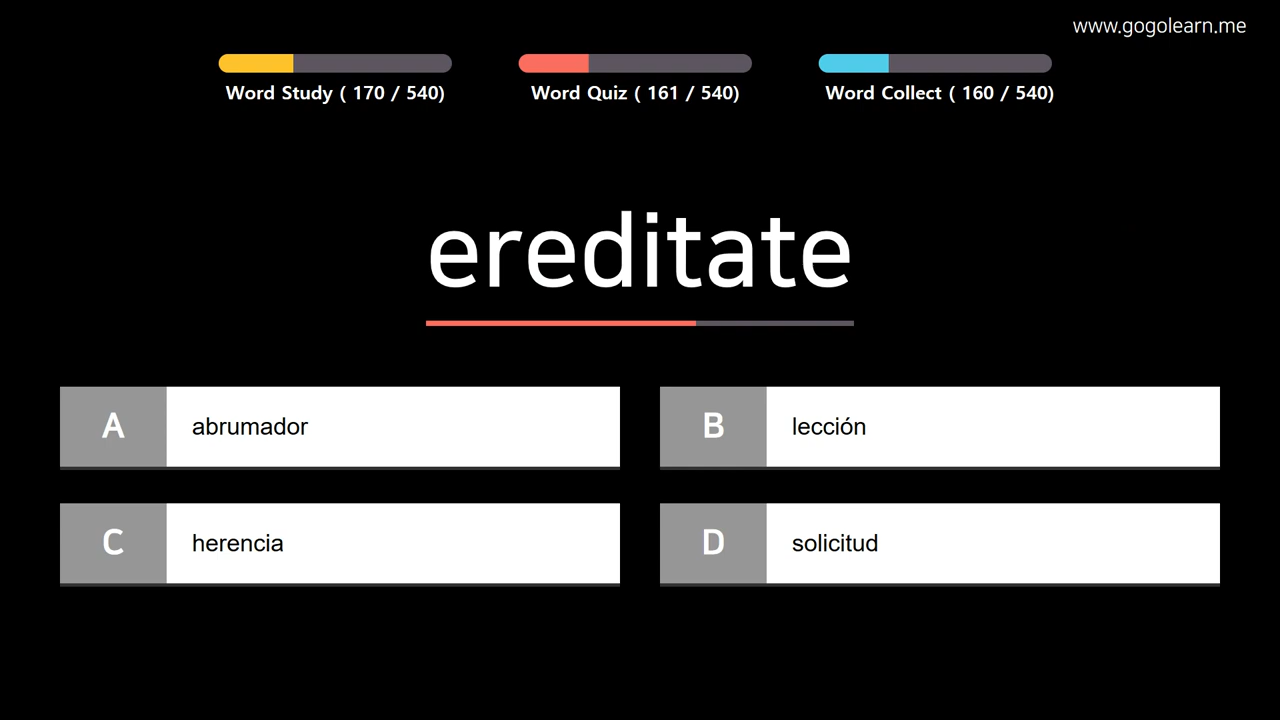 www.gogolearn.me
Word Study ( 170 / 540)
Word Quiz ( 161 / 540)
Word Collect ( 160 / 540)
ereditate
A abrumador
B lección
C herencia
D solicitud